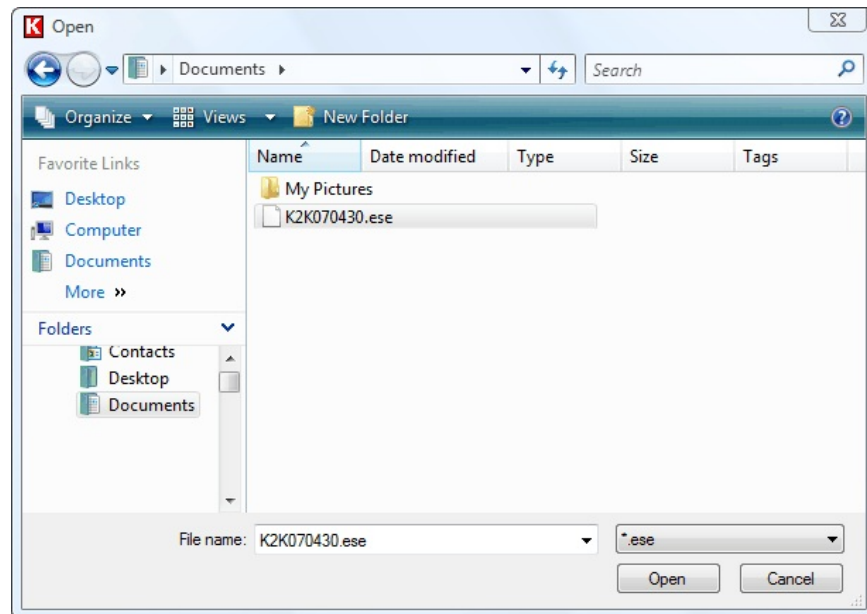 K Open
Documents
Search
Organize Views New Folder
Favorite Links
Desktop
Computer
Documents
More »
Folders
Contacts
Desktop
Documents
Name Date modified Type Size Tags
My Pictures
K2K070430.ese
File name: K2K070430.ese *.ese
Open Cancel